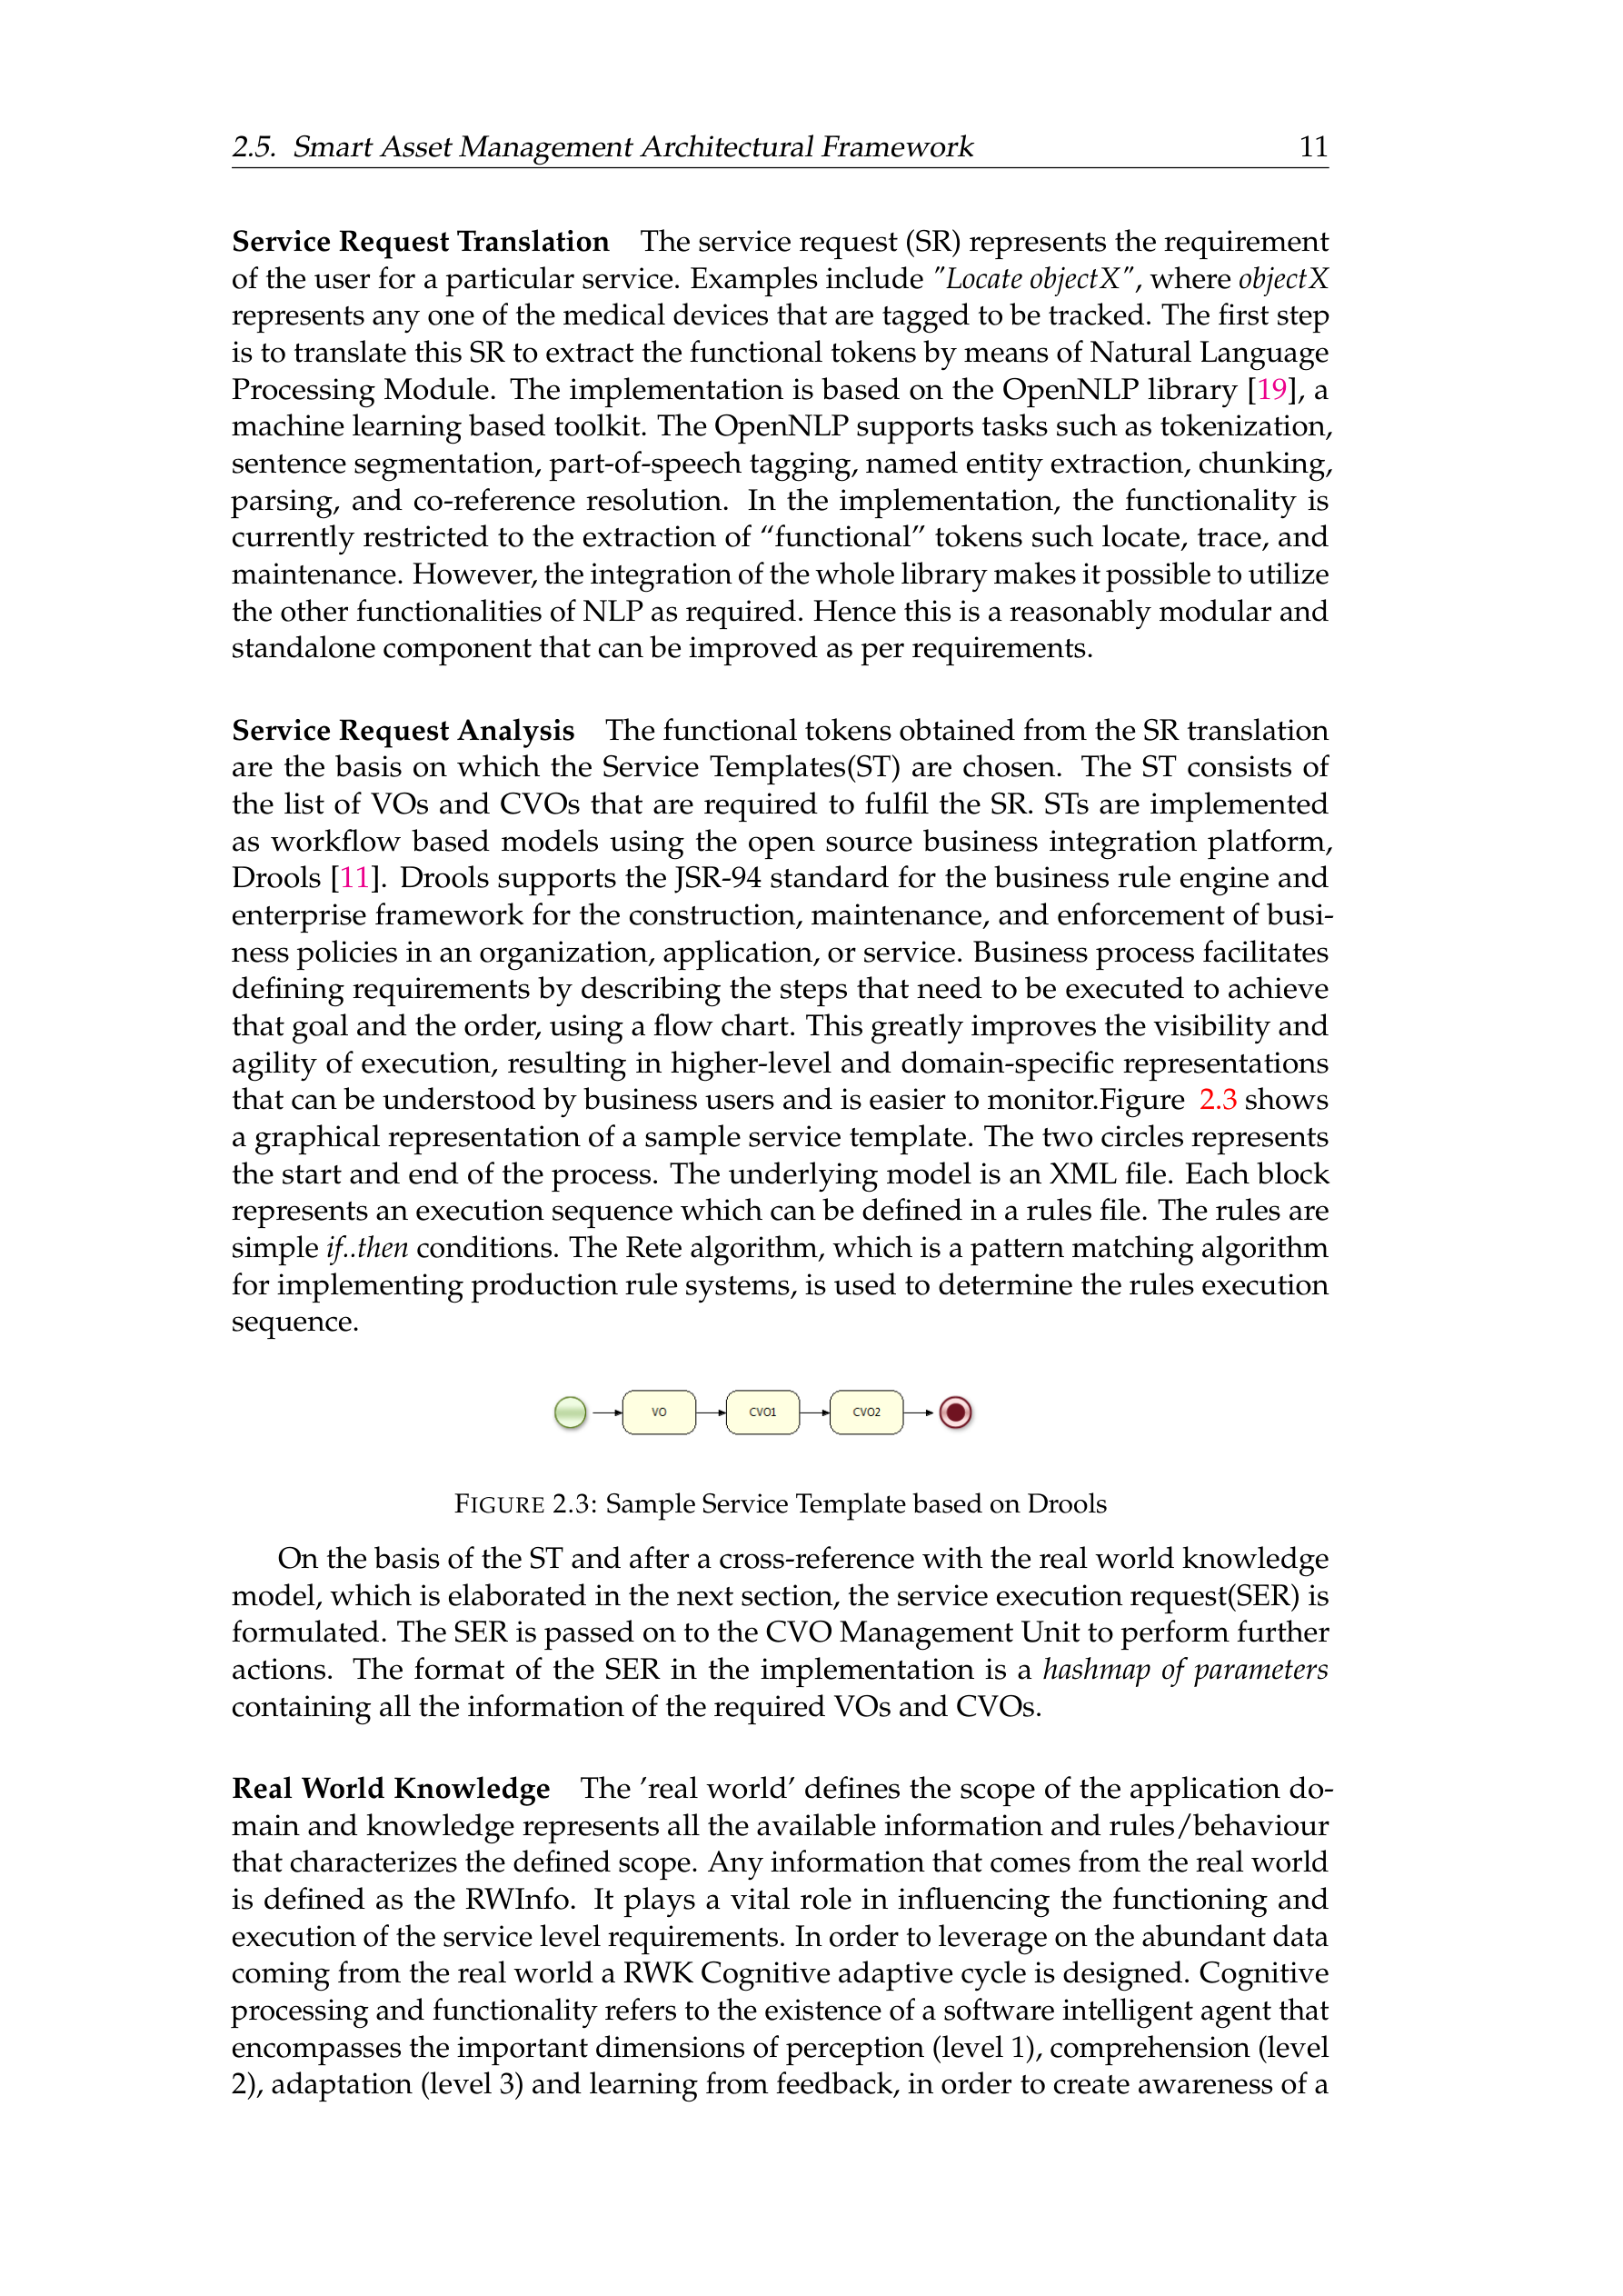 2.5. Smart Asset Management Architectural Framework 11
Service Request Translation The service request (SR) represents the requirement
of the user for a particular service. Examples include "Locate objectX", where objectX
represents any one of the medical devices that are tagged to be tracked. The first step
is to translate this SR to extract the functional tokens by means of Natural Language
Processing Module. The implementation is based on the OpenNLP library [19], a
machine learning based toolkit. The OpenNLP supports tasks such as tokenization,
sentence segmentation, part-of-speech tagging, named entity extraction, chunking,
parsing, and co-reference resolution. In the implementation, the functionality is
currently restricted to the extraction of “functional” tokens such locate, trace, and
maintenance. However, the integration of the whole library makes it possible to utilize
the other functionalities of NLP as required. Hence this is a reasonably modular and
standalone component that can be improved as per requirements.
Service Request Analysis The functional tokens obtained from the SR translation
are the basis on which the Service Templates(ST) are chosen. The ST consists of
the list of VOs and CVOs that are required to fulfil the SR. STs are implemented
as workflow based models using the open source business integration platform,
Drools [11]. Drools supports the JSR-94 standard for the business rule engine and
enterprise framework for the construction, maintenance, and enforcement of busi-
ness policies in an organization, application, or service. Business process facilitates
defining requirements by describing the steps that need to be executed to achieve
that goal and the order, using a flow chart. This greatly improves the visibility and
agility of execution, resulting in higher-level and domain-specific representations
that can be understood by business users and is easier to monitor.Figure 2.3 shows
a graphical representation of a sample service template. The two circles represents
the start and end of the process. The underlying model is an XML file. Each block
represents an execution sequence which can be defined in a rules file. The rules are
simple if..then conditions. The Rete algorithm, which is a pattern matching algorithm
for implementing production rule systems, is used to determine the rules execution
sequence.
VO CVO1 CVO2
FIGURE 2.3: Sample Service Template based on Drools
On the basis of the ST and after a cross-reference with the real world knowledge
model, which is elaborated in the next section, the service execution request(SER) is
formulated. The SER is passed on to the CVO Management Unit to perform further
actions. The format of the SER in the implementation is a hashmap of parameters
containing all the information of the required VOs and CVOs.
Real World Knowledge The ’real world’ defines the scope of the application do-
main and knowledge represents all the available information and rules/behaviour
that characterizes the defined scope. Any information that comes from the real world
is defined as the RWInfo. It plays a vital role in influencing the functioning and
execution of the service level requirements. In order to leverage on the abundant data
coming from the real world a RWK Cognitive adaptive cycle is designed. Cognitive
processing and functionality refers to the existence of a software intelligent agent that
encompasses the important dimensions of perception (level 1), comprehension (level
2), adaptation (level 3) and learning from feedback, in order to create awareness of a